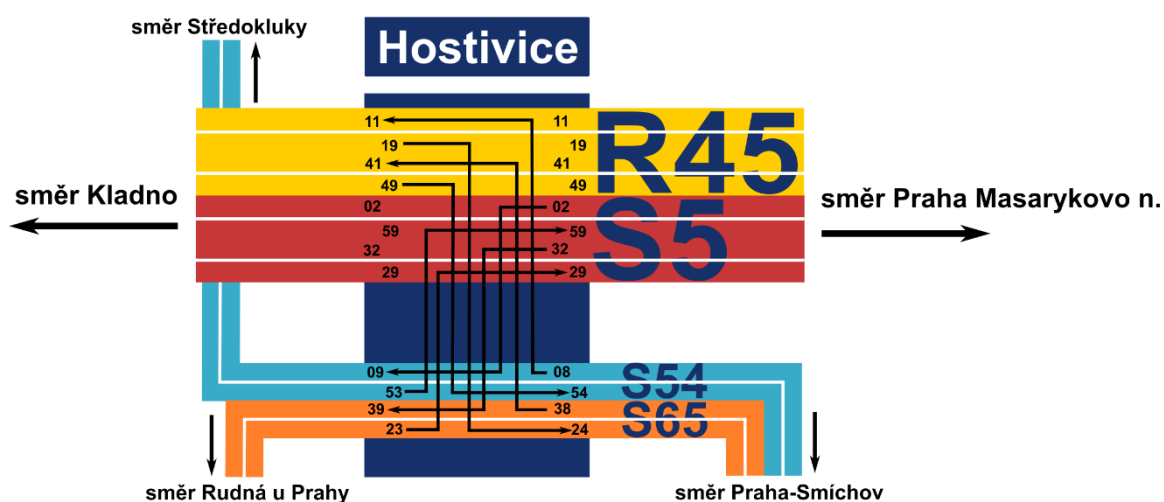 směr Středokluky
Hostivice
11 11
19 19
41 41
49 49
R45
směr Kladno
směr Praha Masarykovo n.
02 02
59 59
32 32
29 29
S5
09 08
S54
53 54
39 38
S65
23 24
směr Rudná u Prahy
směr Praha-Smíchov